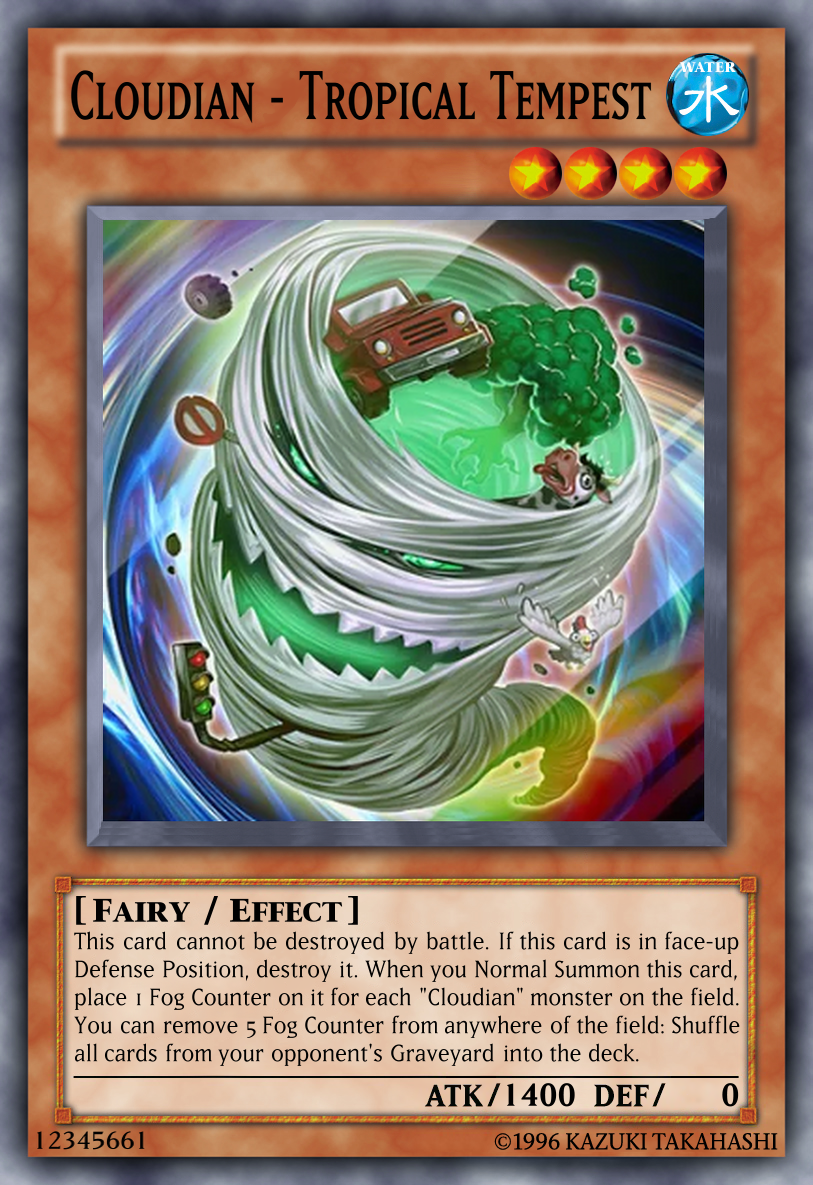 Cloudian - Tropical Tempest
WATER
水
[ Fairy / Effect ]
This card cannot be destroyed by battle. If this card is in face-up
Defense Position, destroy it. When you Normal Summon this card,
place 1 Fog Counter on it for each "Cloudian" monster on the field.
You can remove 5 Fog Counter from anywhere of the field: Shuffle
all cards from your opponent's Graveyard into the deck.
ATK/1400 DEF/ 0
12345661 ©1996 KAZUKI TAKAHASHI